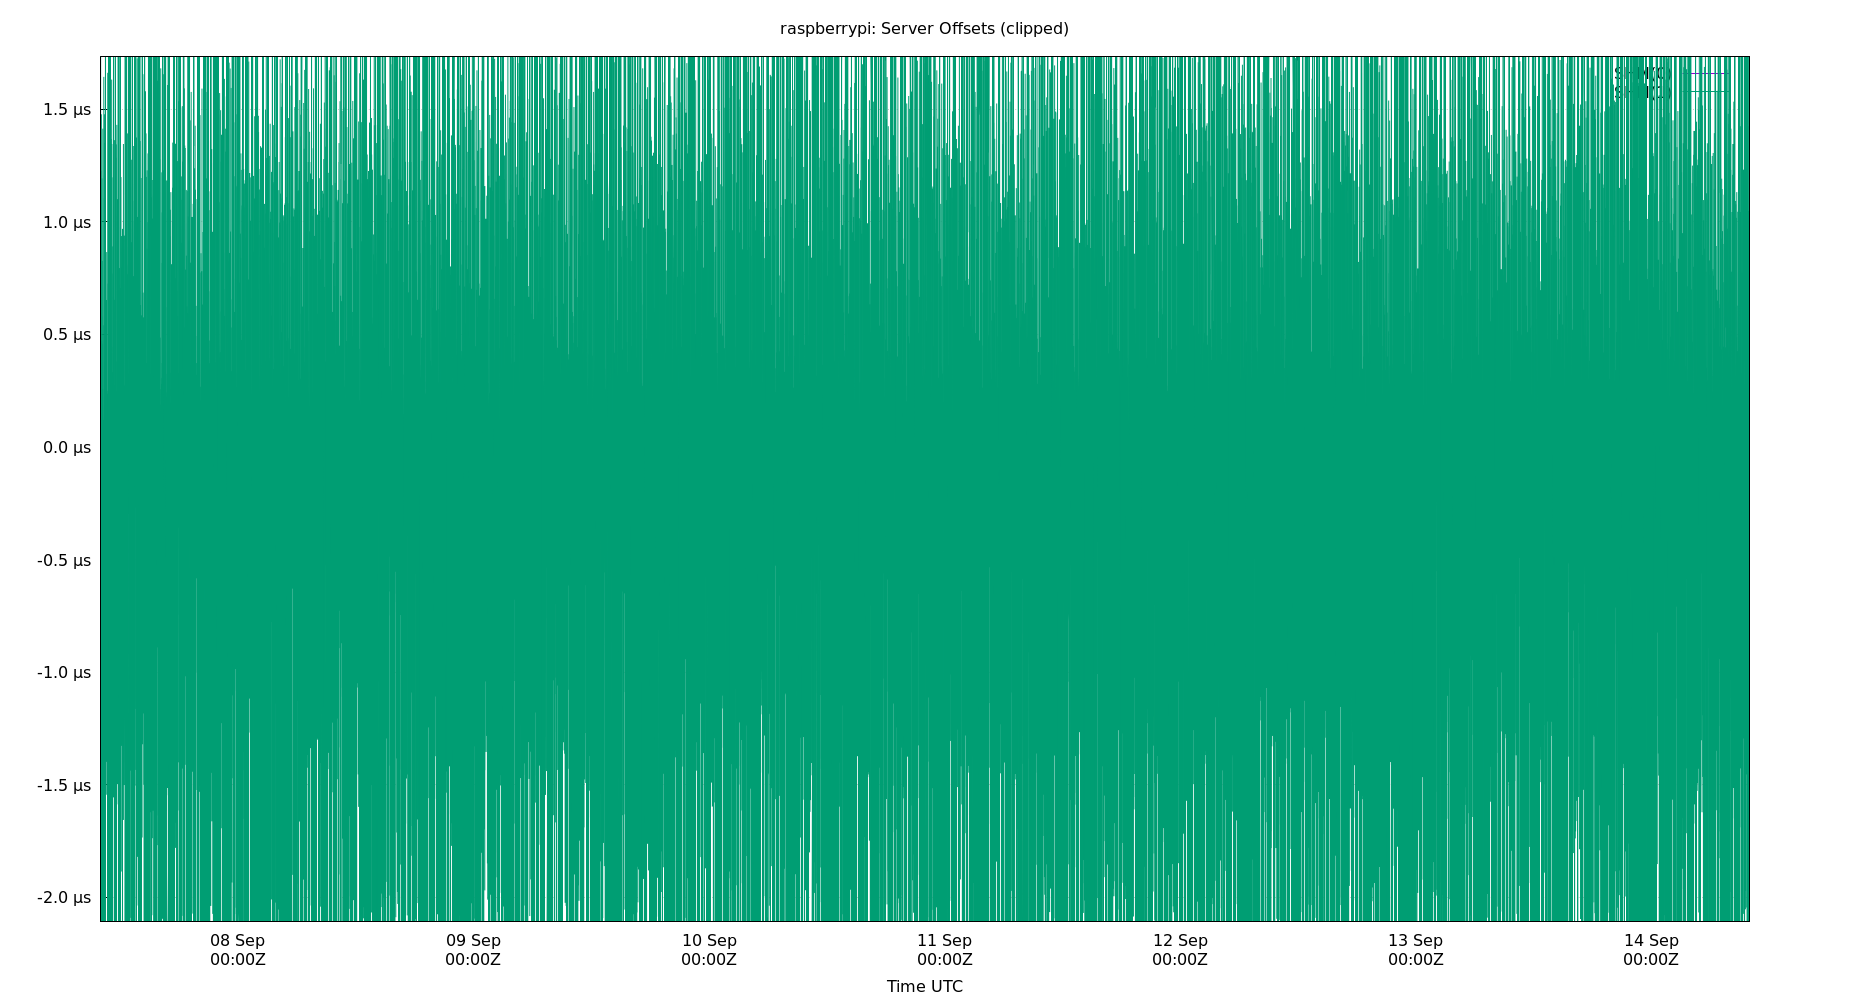 raspberrypi: Server Offsets (clipped)
1.5 µs
1.0 µs
0.5 µs
0.0 µs
-0.5 µs
-1.0 µs
-1.5 µs
-2.0 µs
08 Sep 09 Sep 10 Sep 11 Sep 12 Sep 13 Sep 14 Sep
00:00Z 00:00Z 00:00Z 00:00Z 00:00Z 00:00Z 00:00Z
Time UTC